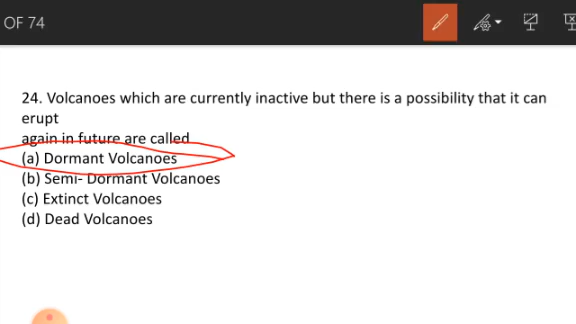 OF 74
24. Volcanoes which are currently inactive but there is a possibility that it can
erupt
again in future are called
(a) Dormant Volcanoes
(b) Semi- Dormant Volcanoes
(c) Extinct Volcanoes
(d) Dead Volcanoes